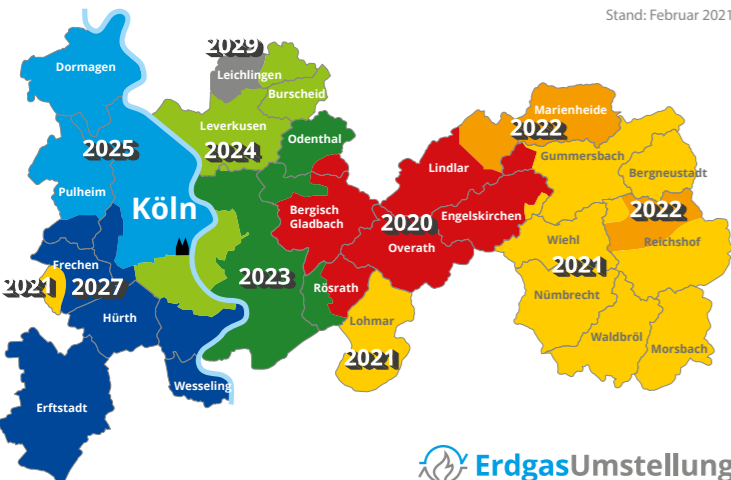 Stand: Februar 2021
2029
Dormagen
Leichlingen
Burscheid
Marienheide
Leverkusen
2022
Odenthal
2025
2024
Gummersbach
Lindlar
Bergneustadt
Pulheim
Köln
Bergisch
Gladbach
2020
Engelskirchen
2022
Overath
Wiehl
Reichshof
Frechen
2021
2027
2023
Rösrath
2021
Nümbrecht
Hürth
Lohmar
Waldbröl
Morsbach
2021
Wesseling
Erftstadt
ErdgasUmstellung